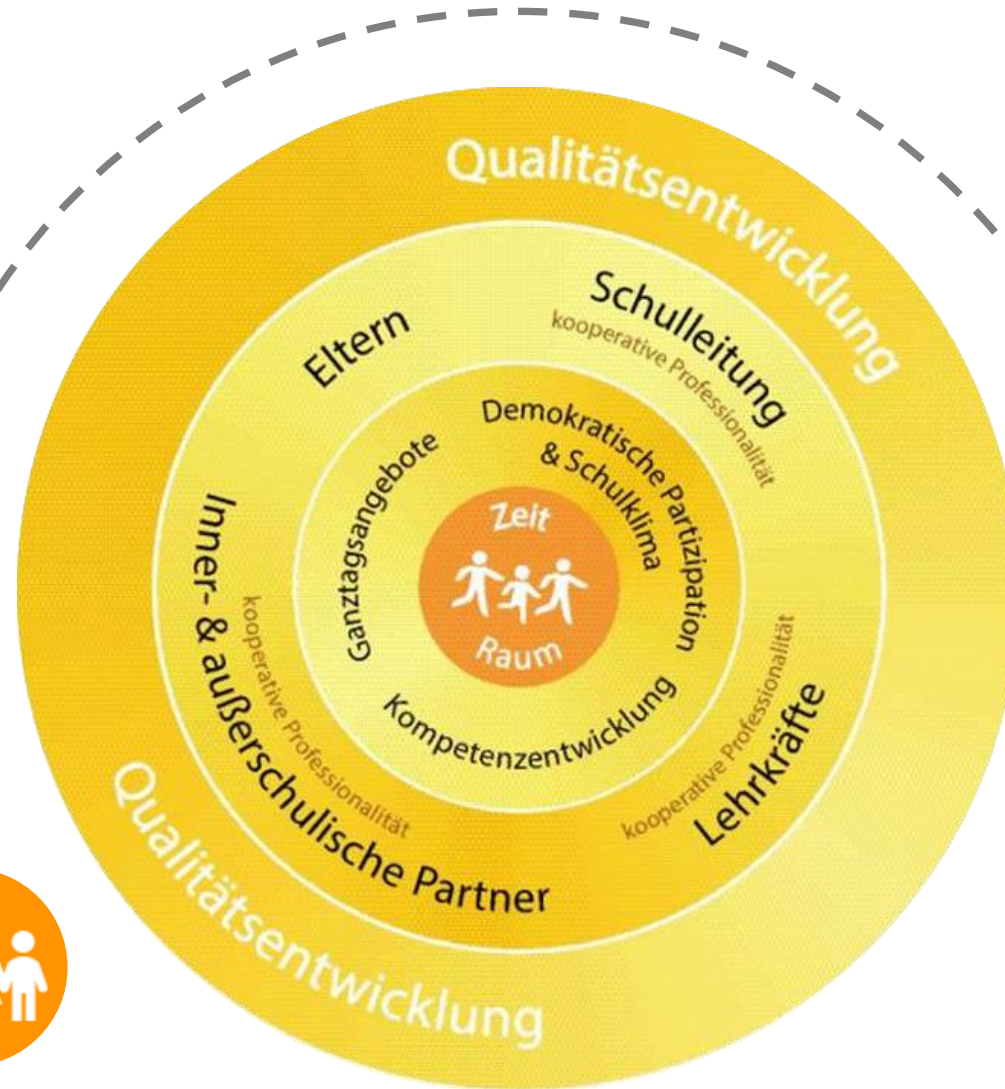 Qualitätsentwicklung
Schulleitung
kooperative Professionalität
Eltern
Demokratische Partizipation
& Schulklima
Ganztagsangebote
Zeit
Raum
Kompetenzentwicklung
Inner- & außerschulische Partner
kooperative Professionalität
Lehrkräfte
kooperative Professionalität
Qualitätsentwicklung